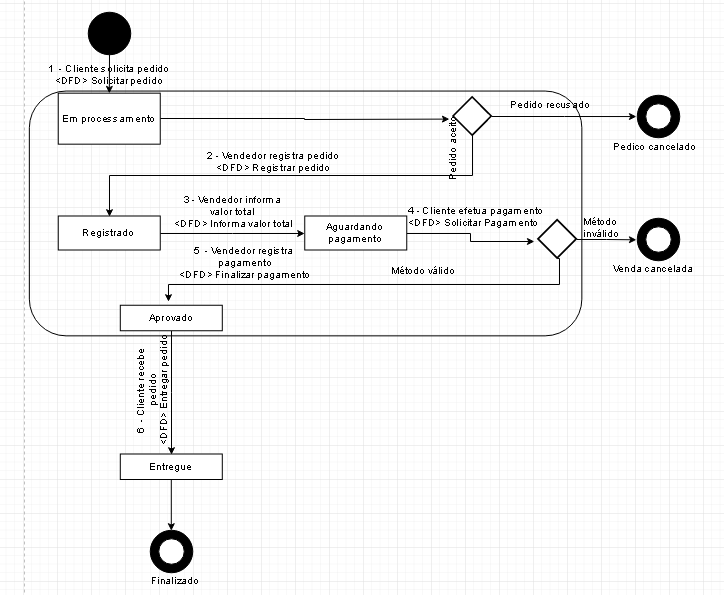 1 - Cliente solicita pedido
<DFD> Solicitar pedido
Em processamento
Pedido recusado
Pedico cancelado
Pedido aceito
2 - Vendedor registra pedido
<DFD> Registrar pedido
3 - Vendedor informa
valor total
<DFD> Informa valor total
4 - Cliente efetua pagamento
<DFD> Solicitar Pagamento
Registrado
Aguardando
pagamento
Método
inválido
Venda cancelada
5 - Vendedor registra
pagamento
<DFD> Finalizar pagamento
Método válido
Aprovado
6 - Cliente recebe
pedido
<DFD> Entregar pedido
Entregue
Finalizado